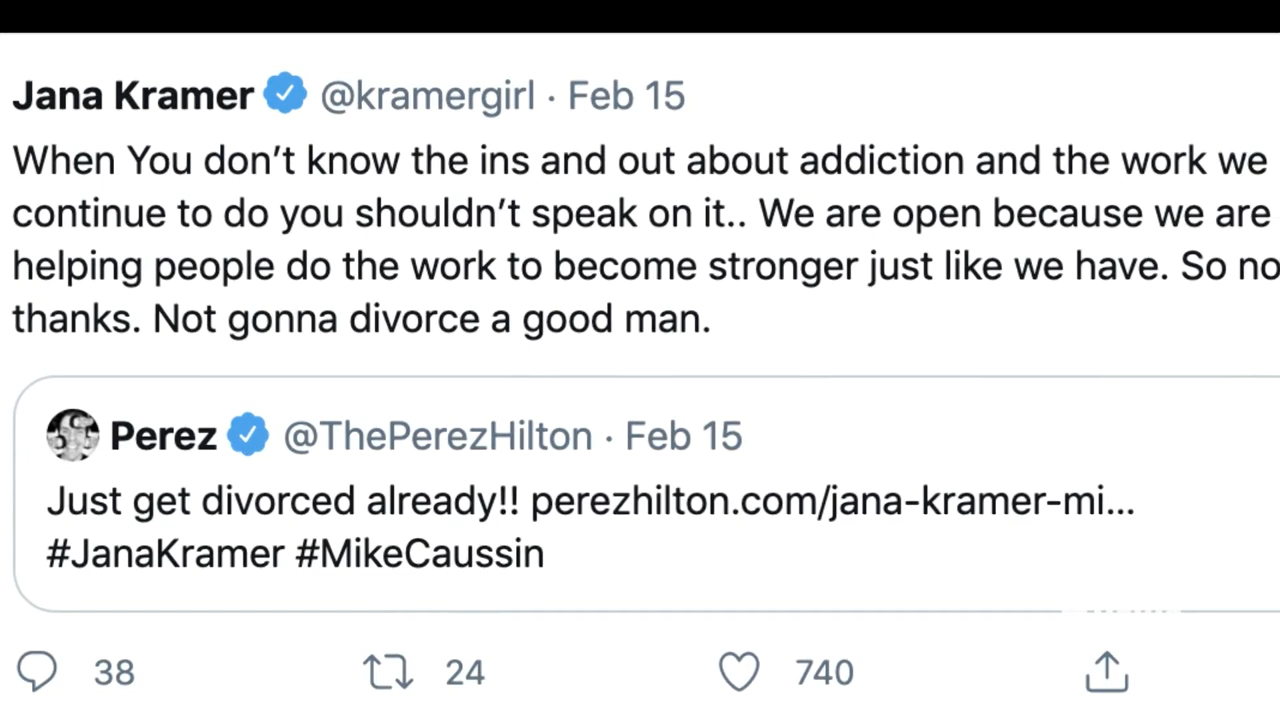 Jana Kramer @kramergirl · Feb 15
When You don’t know the ins and out about addiction and the work we
continue to do you shouldn’t speak on it.. We are open because we are
helping people do the work to become stronger just like we have. So no
thanks. Not gonna divorce a good man.
Perez @ThePerezHilton · Feb 15
Just get divorced already!! perezhilton.com/jana-kramer-mi...
#JanaKramer #MikeCaussin
38 24 740